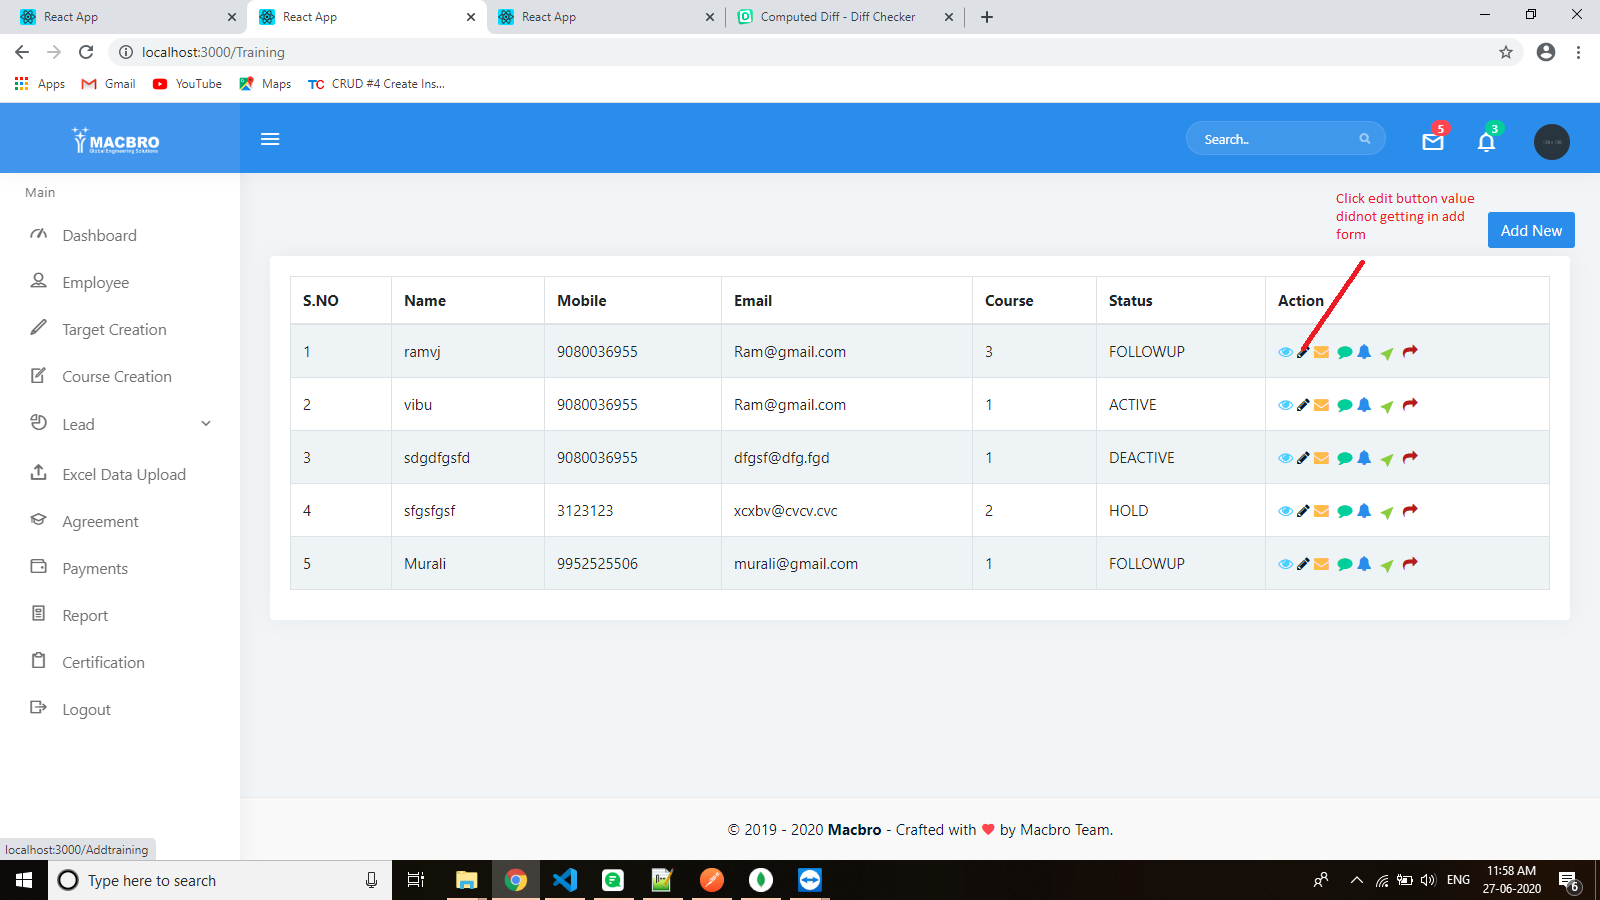 React App
React App
React App
Computed Diff - Diff Checker
localhost:3000/Training
Apps
Gmail
YouTube
Maps
TC
CRUD #4 Create Ins...
MACBRO
Global Engineering Solutions
Search..
5
3
Main
Dashboard
Employee
Target Creation
Course Creation
Lead
Excel Data Upload
Agreement
Payments
Report
Certification
Logout
Click edit button value
didnot getting in add
form
Add New
S.NO Name Mobile Email Course Status Action
1 ramvj 9080036955 Ram@gmail.com 3 FOLLOWUP
2 vibu 9080036955 Ram@gmail.com 1 ACTIVE
3 sdgdfgsfd 9080036955 dfgsf@dfg.fgd 1 DEACTIVE
4 sfgsfgsf 3123123 xcxbv@cvcv.cvc 2 HOLD
5 Murali 9952525506 murali@gmail.com 1 FOLLOWUP
© 2019 - 2020 Macbro - Crafted with ❤ by Macbro Team.
localhost:3000/Addtraining
Type here to search
ENG
11:58 AM
27-06-2020
6